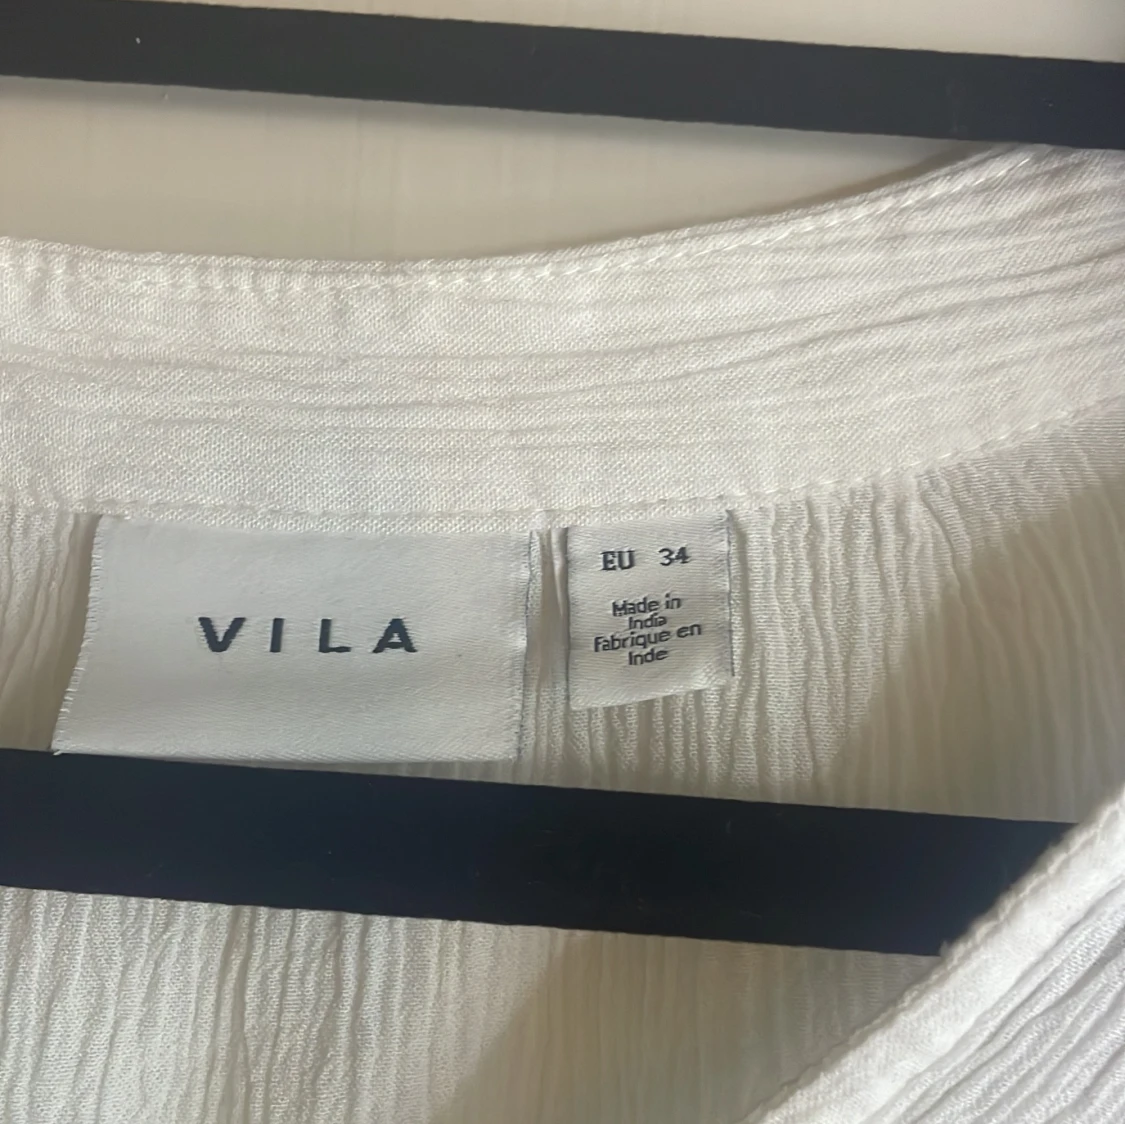 VILA
EU 34
Made in
India
Fabrique en
Inde